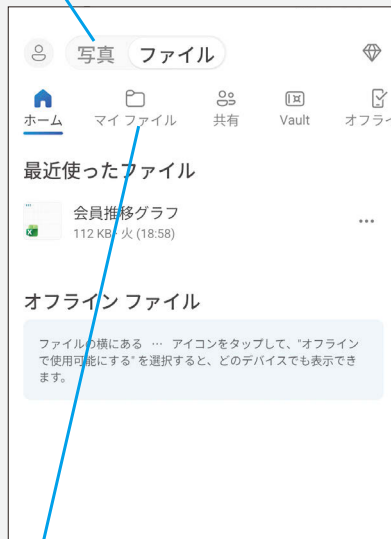 写真 ファイル
ホーム マイ ファイル 共有 Vault オフライ
最近使ったファイル
会員推移グラフ
112 KB・火 (18:58)
オフライン ファイル
ファイルの横にある … アイコンをタップして、"オフライン
で使用可能にする" を選択すると、どのデバイスでも表示でき
ます。